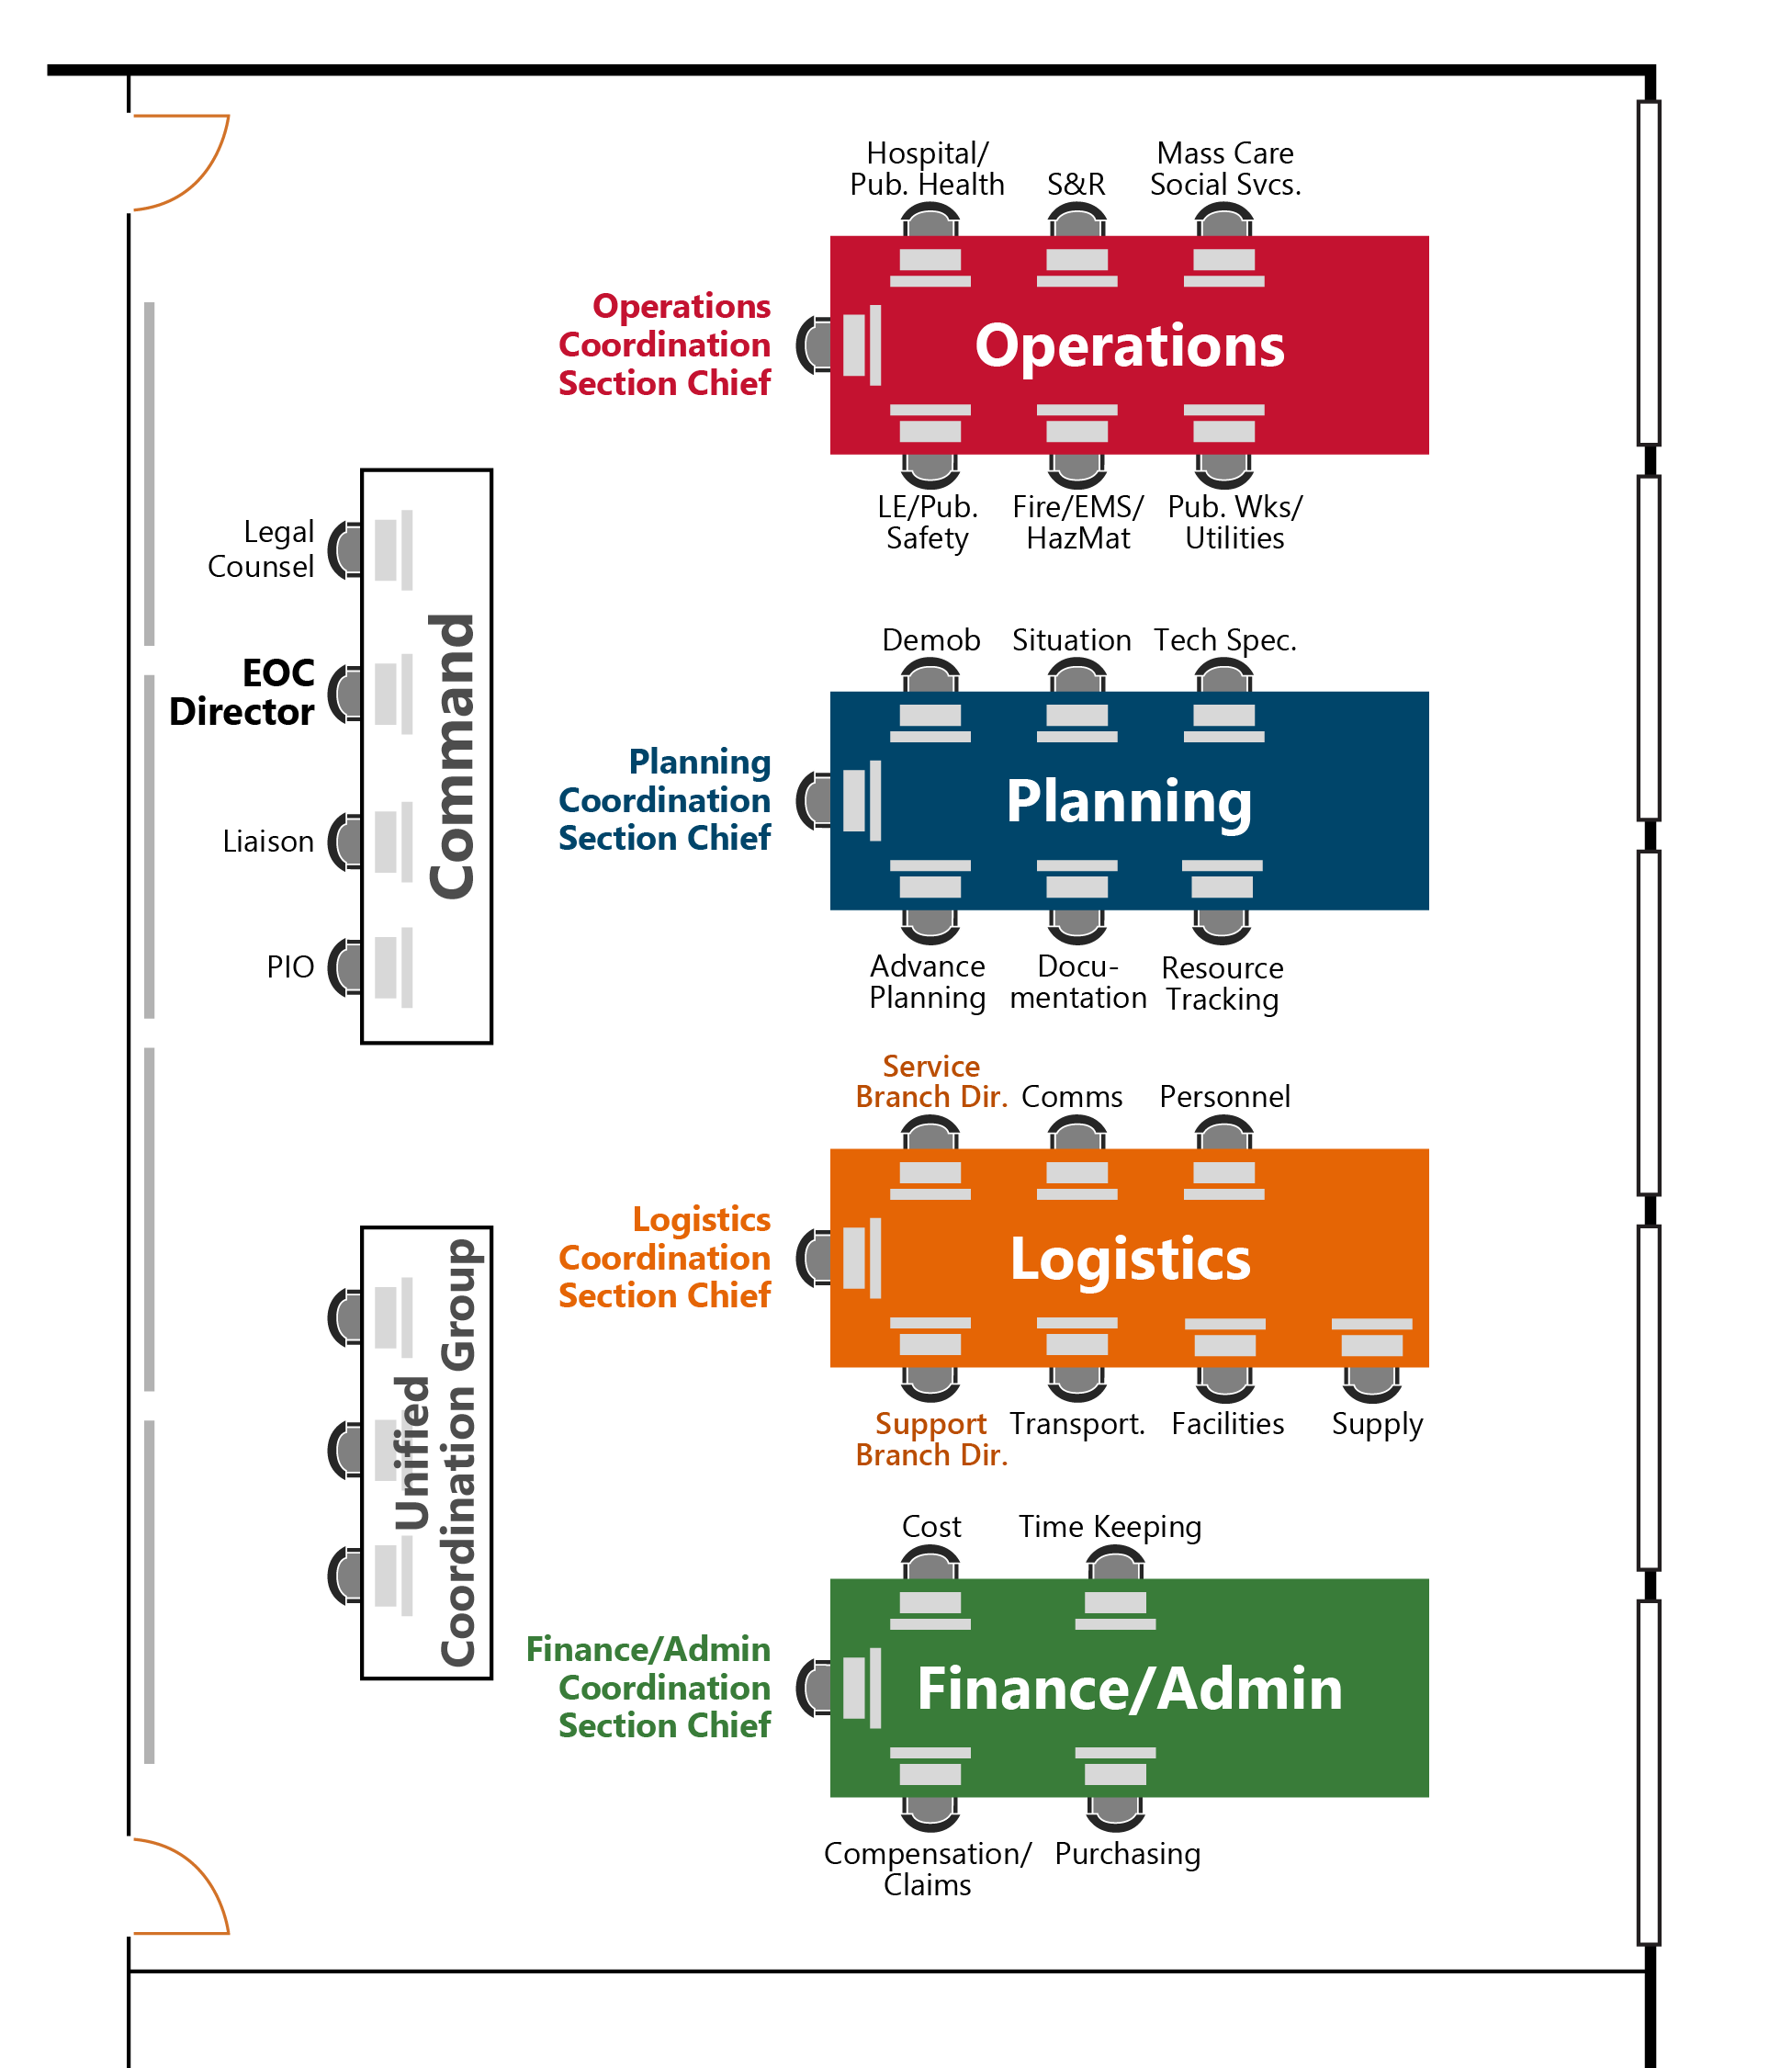 Hospital/
Pub. Health
S&R
Mass Care
Social Svcs.
Operations
Coordination
Section Chief
Operations
LE/Pub.
Safety
Fire/EMS/
HazMat
Pub. Wks/
Utilities
Legal
Counsel
EOC
Director
Liaison
PIO
Command
Demob
Situation
Tech Spec.
Planning
Coordination
Section Chief
Planning
Advance
Planning
Docu-
mentation
Resource
Tracking
Service
Branch Dir.
Comms
Personnel
Logistics
Coordination
Section Chief
Logistics
Support
Branch Dir.
Transport.
Facilities
Supply
Unified
Coordination Group
Cost
Time Keeping
Finance/Admin
Coordination
Section Chief
Finance/Admin
Compensation/
Claims
Purchasing